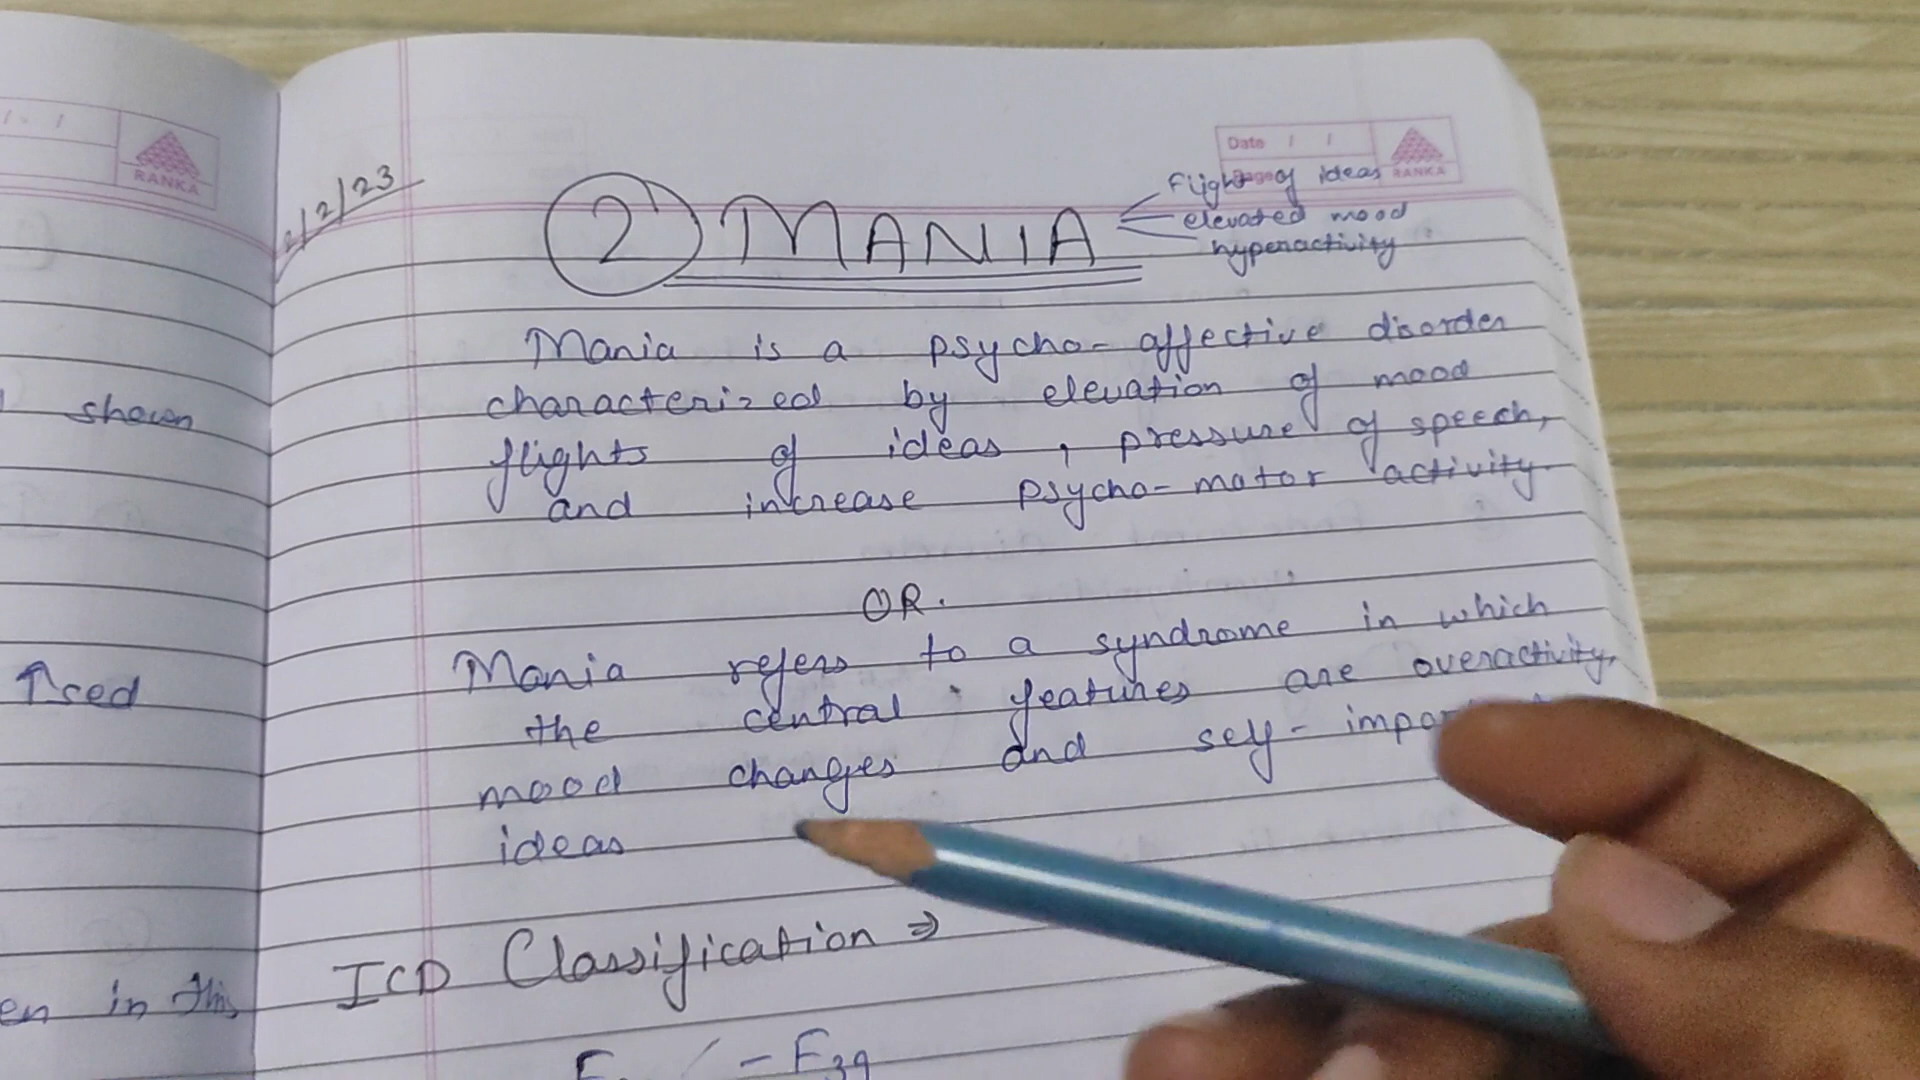 RANKA
shown
↑sed
en in this
Date / /
RANKA
/2/23
2 MANIA
Flight of ideas
elevated mood
hyperactivity
Mania is a psycho-affective disorder
characterized by elevation of mood
flights of ideas, pressure of speech,
and increase psycho-motor activity.
OR.
Mania refers to a syndrome in which
the central features are overactivity,
mood changes and self-
ideas
ICD Classification ⇒
- F39